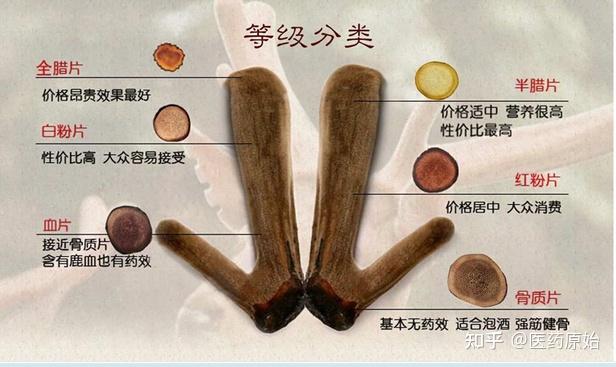 等级分类
全腊片
价格昂贵效果最好
白粉片
性价比高 大众容易接受
血片
接近骨质片
含有鹿血也有药效
半腊片
价格适中 营养很高
性价比最高
红粉片
价格居中 大众消费
骨质片
基本无药效 适合泡酒 强筋健骨
知乎 @医药原始